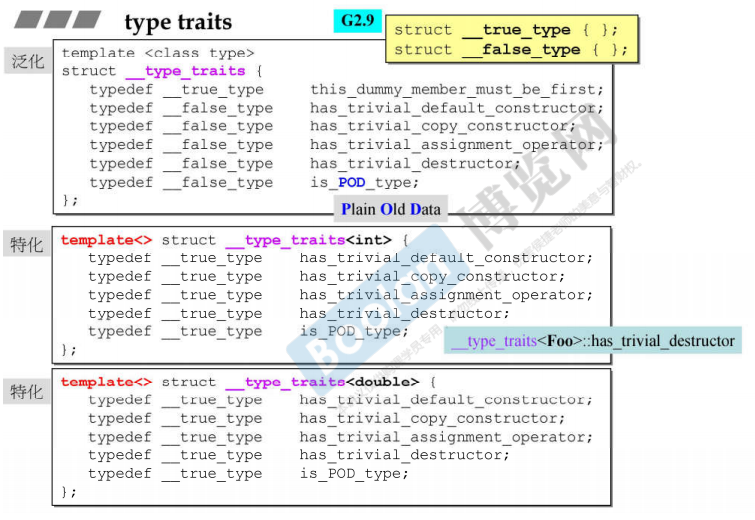 type traits
G2.9
struct __true_type { };
struct __false_type { };
泛化
template <class type>
struct __type_traits {
typedef __true_type this_dummy_member_must_be_first;
typedef __false_type has_trivial_default_constructor;
typedef __false_type has_trivial_copy_constructor;
typedef __false_type has_trivial_assignment_operator;
typedef __false_type has_trivial_destructor;
typedef __false_type is_POD_type;
};
Plain Old Data
特化
template<> struct __type_traits<int> {
typedef __true_type has_trivial_default_constructor;
typedef __true_type has_trivial_copy_constructor;
typedef __true_type has_trivial_assignment_operator;
typedef __true_type has_trivial_destructor;
typedef __true_type is_POD_type;
};
__type_traits<Foo>::has_trivial_destructor
特化
template<> struct __type_traits<double> {
typedef __true_type has_trivial_default_constructor;
typedef __true_type has_trivial_copy_constructor;
typedef __true_type has_trivial_assignment_operator;
typedef __true_type has_trivial_destructor;
typedef __true_type is_POD_type;
};
Boolan
博览网